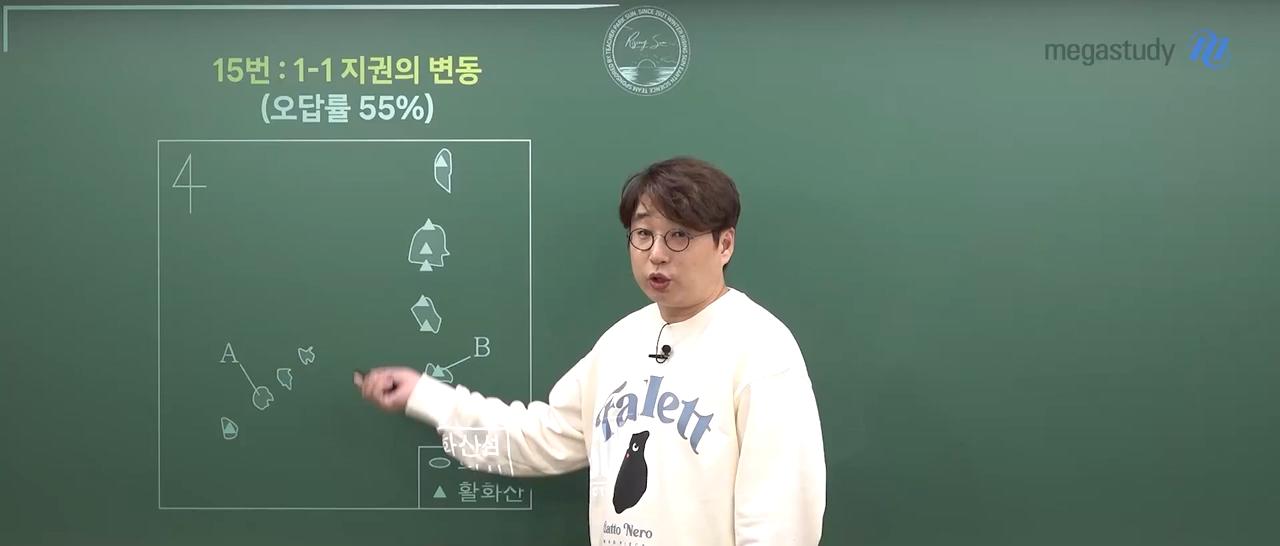 megastudy
15번 : 1-1 지권의 변동
(오답률 55%)
4
A
B
화산섬
활화산
Falett
Gatto Nero